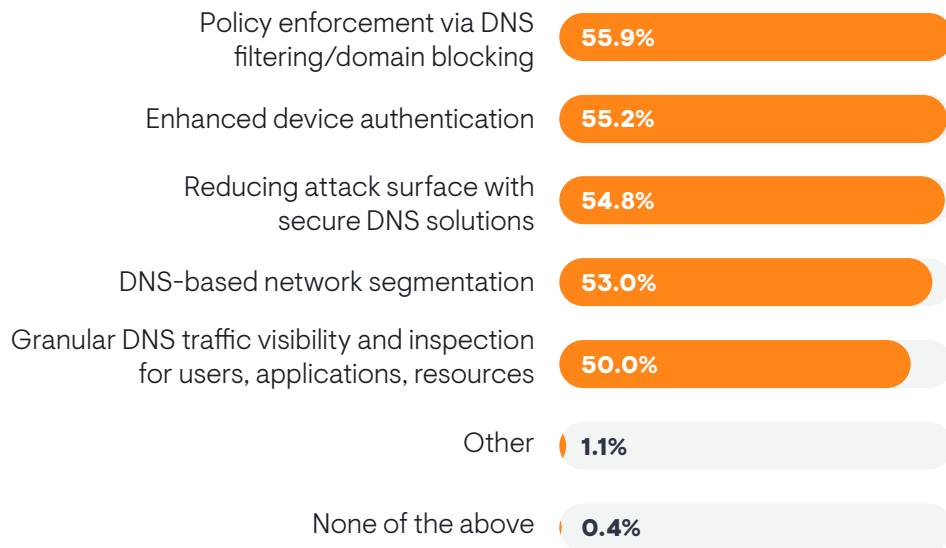 Policy enforcement via DNS
filtering/domain blocking
55.9%
Enhanced device authentication
55.2%
Reducing attack surface with
secure DNS solutions
54.8%
DNS-based network segmentation
53.0%
Granular DNS traffic visibility and inspection
for users, applications, resources
50.0%
Other
1.1%
None of the above
0.4%